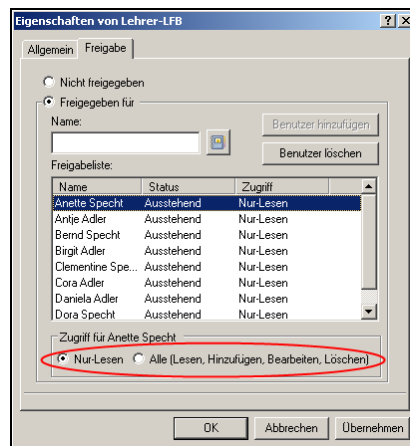 Eigenschaften von Lehrer-LFB
Allgemein Freigabe
Nicht freigegeben
Freigegeben für
Name:
Benutzer hinzufügen
Benutzer löschen
Freigabeliste:
Name Status Zugriff
Anette Specht Ausstehend Nur-Lesen
Antje Adler Ausstehend Nur-Lesen
Bernd Specht Ausstehend Nur-Lesen
Birgit Adler Ausstehend Nur-Lesen
Clementine Spe... Ausstehend Nur-Lesen
Cora Adler Ausstehend Nur-Lesen
Daniela Adler Ausstehend Nur-Lesen
Dora Specht Ausstehend Nur-Lesen
Zugriff für Anette Specht
Nur-Lesen Alle (Lesen, Hinzufügen, Bearbeiten, Löschen)
OK Abbrechen Übernehmen